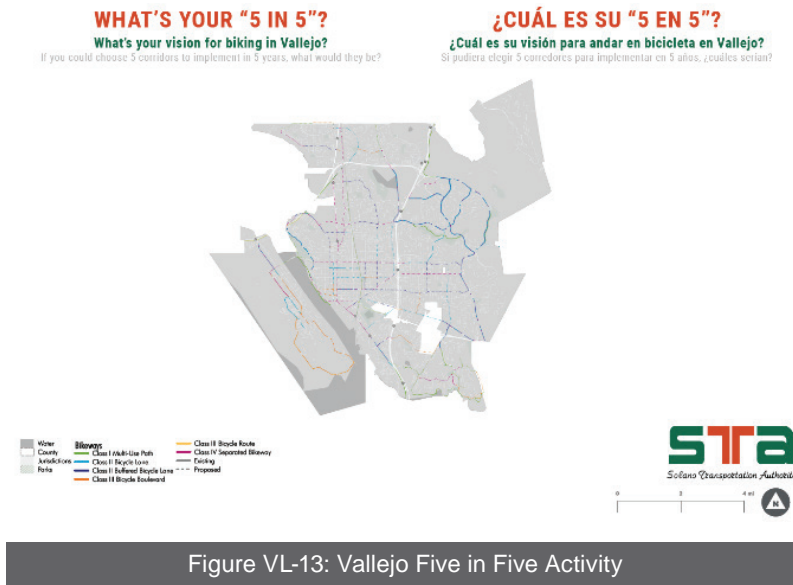 WHAT'S YOUR "5 IN 5"?
What's your vision for biking in Vallejo?
If you could choose 5 corridors to implement in 5 years, what would they be?
¿CUÁL ES SU "5 EN 5"?
¿Cuál es su visión para andar en bicicleta en Vallejo?
Si pudiera elegir 5 corredores para implementar en 5 años, ¿cuáles serían?
Water
County
Jurisdictions
Parks
Bikeways
Class I Multi-Use Path
Class II Bicycle Lane
Class II Buffered Bicycle Lane
Class III Bicycle Boulevard
Class III Bicycle Route
Class IV Separated Bikeway
Existing
Proposed
STA
Solano Transportation Authorit
0 2 4 mi
N
Figure VL-13: Vallejo Five in Five Activity